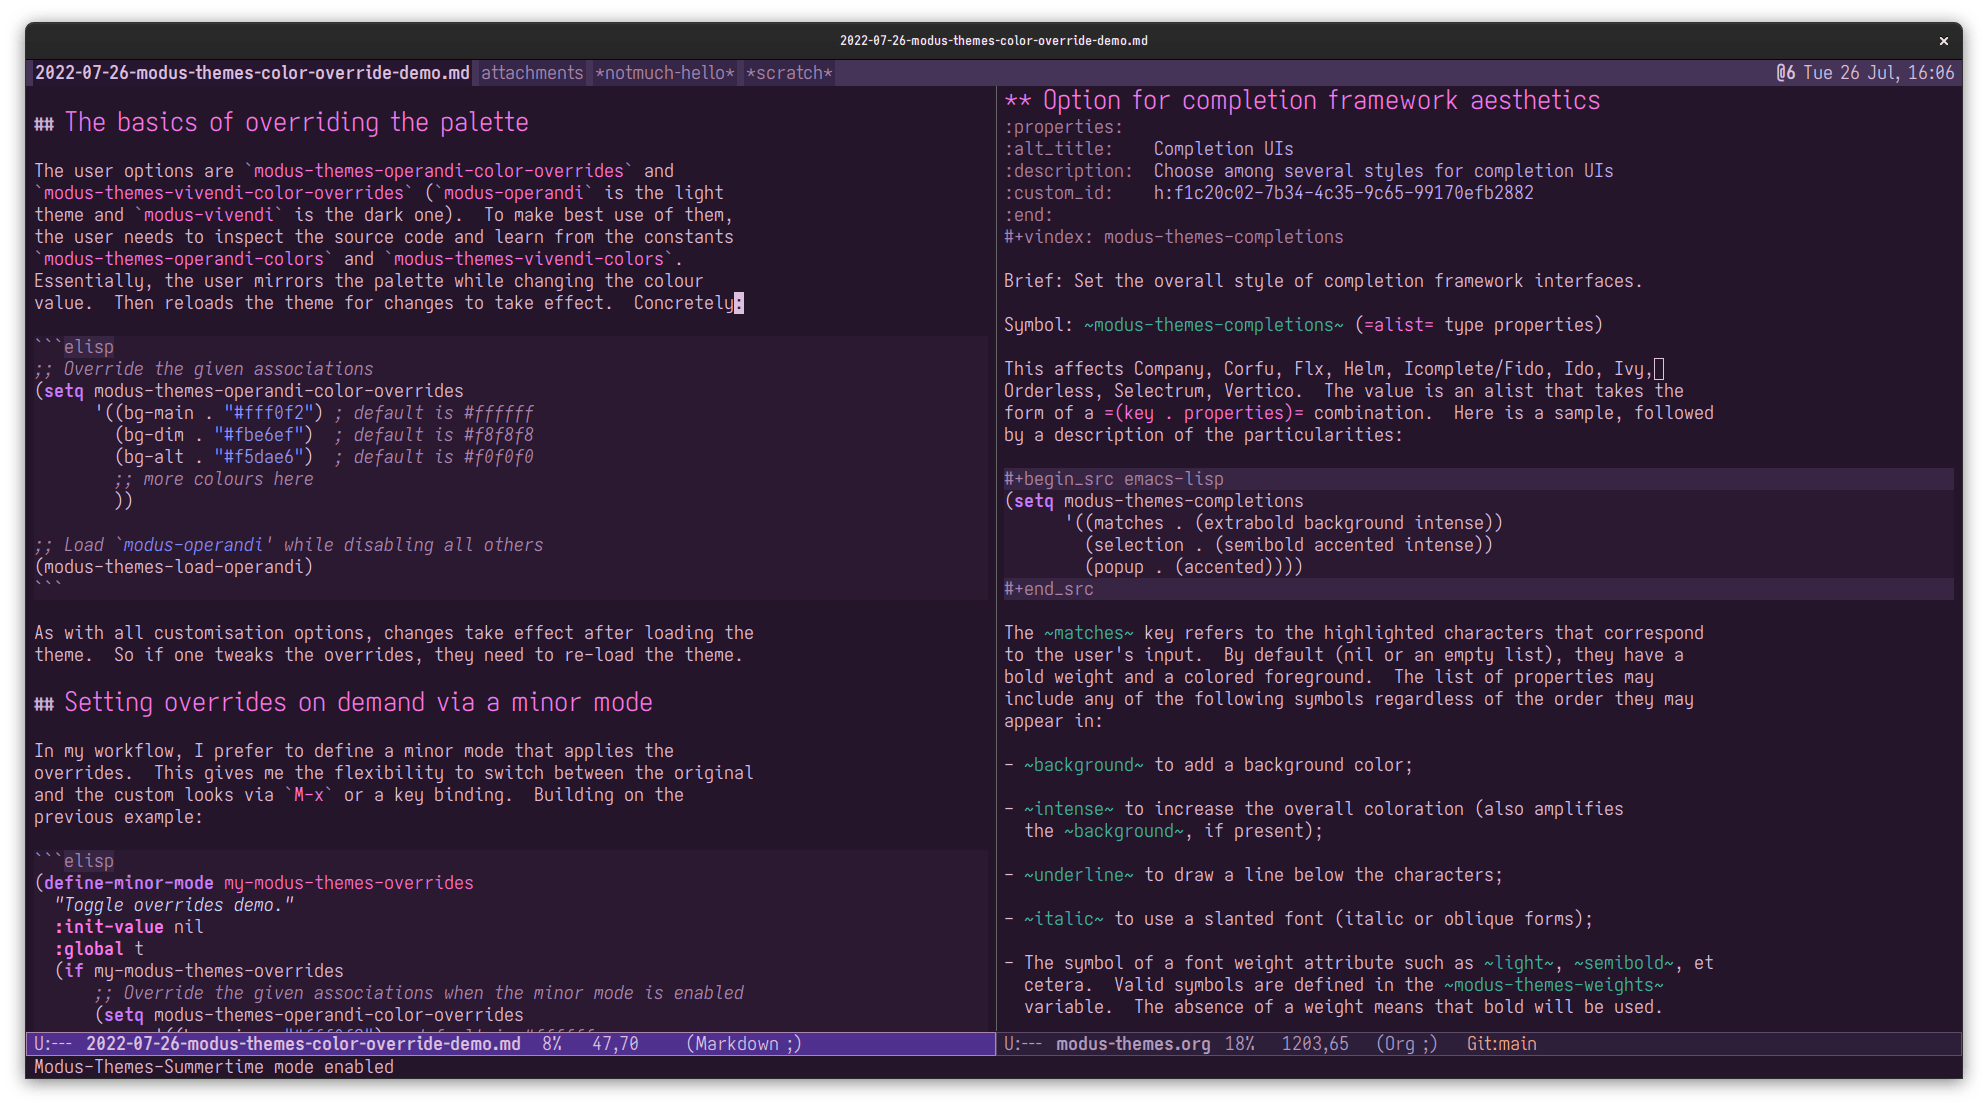 2022-07-26-modus-themes-color-override-demo.md
×
2022-07-26-modus-themes-color-override-demo.md attachments *notmuch-hello* *scratch* @6 Tue 26 Jul, 16:06
## The basics of overriding the palette
The user options are `modus-themes-operandi-color-overrides` and
`modus-themes-vivendi-color-overrides` (`modus-operandi` is the light
theme and `modus-vivendi` is the dark one).  To make best use of them,
the user needs to inspect the source code and learn from the constants
`modus-themes-operandi-colors` and `modus-themes-vivendi-colors`.
Essentially, the user mirrors the palette while changing the colour
value.  Then reloads the theme for changes to take effect.  Concretely:
```elisp
;; Override the given associations
(setq modus-themes-operandi-color-overrides
      '((bg-main . "#fff0f2") ; default is #ffffff
        (bg-dim . "#fbe6ef")  ; default is #f8f8f8
        (bg-alt . "#f5dae6")  ; default is #f0f0f0
        ;; more colours here
        ))
;; Load `modus-operandi' while disabling all others
(modus-themes-load-operandi)
```
As with all customisation options, changes take effect after loading the
theme.  So if one tweaks the overrides, they need to re-load the theme.
## Setting overrides on demand via a minor mode
In my workflow, I prefer to define a minor mode that applies the
overrides.  This gives me the flexibility to switch between the original
and the custom looks via `M-x` or a key binding.  Building on the
previous example:
```elisp
(define-minor-mode my-modus-themes-overrides
  "Toggle overrides demo."
  :init-value nil
  :global t
  (if my-modus-themes-overrides
      ;; Override the given associations when the minor mode is enabled
      (setq modus-themes-operandi-color-overrides
U:--- 2022-07-26-modus-themes-color-override-demo.md 8% 47,70 (Markdown ;)
** Option for completion framework aesthetics
:properties:
:alt_title:    Completion UIs
:description:  Choose among several styles for completion UIs
:custom_id:    h:f1c20c02-7b34-4c35-9c65-99170efb2882
:end:
#+vindex: modus-themes-completions
Brief: Set the overall style of completion framework interfaces.
Symbol: ~modus-themes-completions~ (=alist= type properties)
This affects Company, Corfu, Flx, Helm, Icomplete/Fido, Ido, Ivy,
Orderless, Selectrum, Vertico.  The value is an alist that takes the
form of a =(key . properties)= combination.  Here is a sample, followed
by a description of the particularities:
#+begin_src emacs-lisp
(setq modus-themes-completions
      '((matches . (extrabold background intense))
        (selection . (semibold accented intense))
        (popup . (accented))))
#+end_src
The ~matches~ key refers to the highlighted characters that correspond
to the user's input.  By default (nil or an empty list), they have a
bold weight and a colored foreground.  The list of properties may
include any of the following symbols regardless of the order they may
appear in:
- ~background~ to add a background color;
- ~intense~ to increase the overall coloration (also amplifies
  the ~background~, if present);
- ~underline~ to draw a line below the characters;
- ~italic~ to use a slanted font (italic or oblique forms);
- The symbol of a font weight attribute such as ~light~, ~semibold~, et
  cetera.  Valid symbols are defined in the ~modus-themes-weights~
  variable.  The absence of a weight means that bold will be used.
U:--- modus-themes.org 18% 1203,65 (Org ;) Git:main
Modus-Themes-Summertime mode enabled